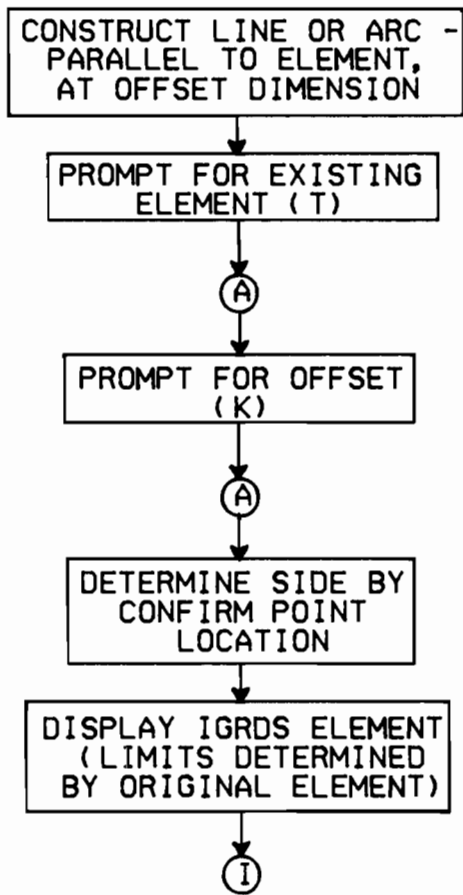 CONSTRUCT LINE OR ARC -
PARALLEL TO ELEMENT,
AT OFFSET DIMENSION
PROMPT FOR EXISTING
ELEMENT (T)
A
PROMPT FOR OFFSET
(K)
A
DETERMINE SIDE BY
CONFIRM POINT
LOCATION
DISPLAY IGRDS ELEMENT
(LIMITS DETERMINED
BY ORIGINAL ELEMENT)
I